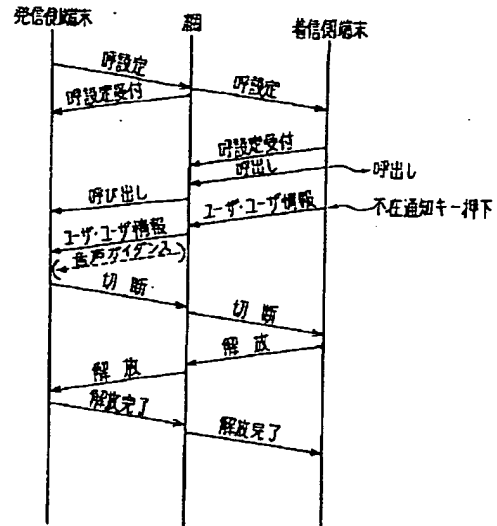 発信側端末
網
着信側端末
呼設定
呼設定受付
呼設定
呼設定受付
呼出し
呼出し
呼び出し
ユーザ・ユーザ情報
不在通知キー押下
ユーザ・ユーザ情報
(音声ガイダンス)
切断
切断
解放
解放
解放完了
解放完了